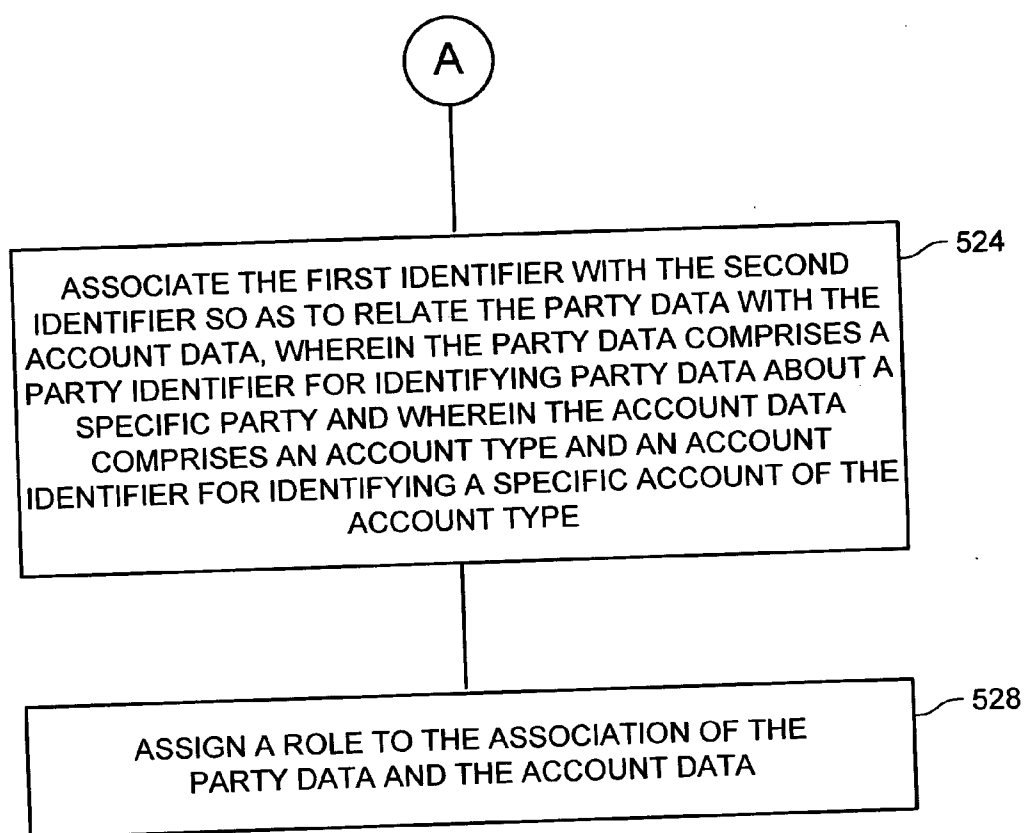 A
524
ASSOCIATE THE FIRST IDENTIFIER WITH THE SECOND
IDENTIFIER SO AS TO RELATE THE PARTY DATA WITH THE
ACCOUNT DATA, WHEREIN THE PARTY DATA COMPRISES A
PARTY IDENTIFIER FOR IDENTIFYING PARTY DATA ABOUT A
SPECIFIC PARTY AND WHEREIN THE ACCOUNT DATA
COMPRISES AN ACCOUNT TYPE AND AN ACCOUNT
IDENTIFIER FOR IDENTIFYING A SPECIFIC ACCOUNT OF THE
ACCOUNT TYPE
528
ASSIGN A ROLE TO THE ASSOCIATION OF THE
PARTY DATA AND THE ACCOUNT DATA